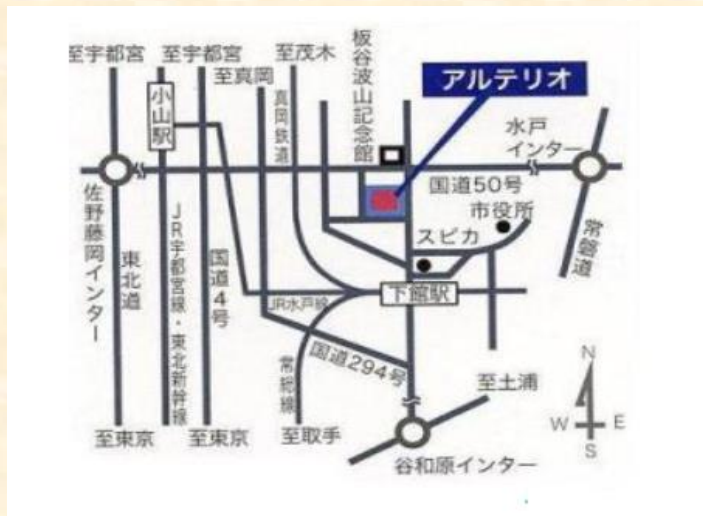 至宇都宮
至宇都宮
至茂木
至真岡
小山駅
真岡鉄道
板谷波山記念館
アルテリオ
水戸
インター
国道50号
市役所
スピカ
常磐道
佐野藤岡インター
東北道
JR宇都宮線・東北新幹線
国道4号
JR水戸線
下館駅
国道294号
常総線
至東京
至東京
至取手
至土浦
谷和原インター
N
W
E
S